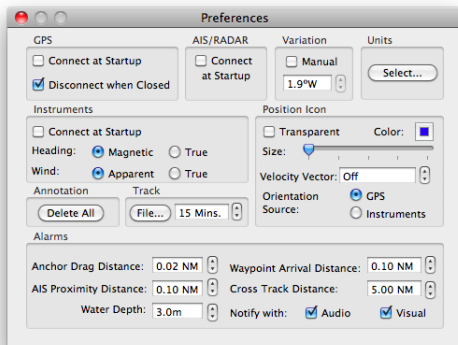 Preferences
GPS
Connect at Startup
Disconnect when Closed
AIS/RADAR
Connect
at Startup
Variation
Manual
1.9ºW
Units
Select...
Instruments
Connect at Startup
Heading: Magnetic True
Wind: Apparent True
Position Icon
Transparent Color:
Size:
Velocity Vector: Off
Orientation
Source:
GPS
Instruments
Annotation
Delete All
Track
File... 15 Mins.
Alarms
Anchor Drag Distance: 0.02 NM
Waypoint Arrival Distance: 0.10 NM
AIS Proximity Distance: 0.10 NM
Cross Track Distance: 5.00 NM
Water Depth: 3.0m
Notify with: Audio Visual